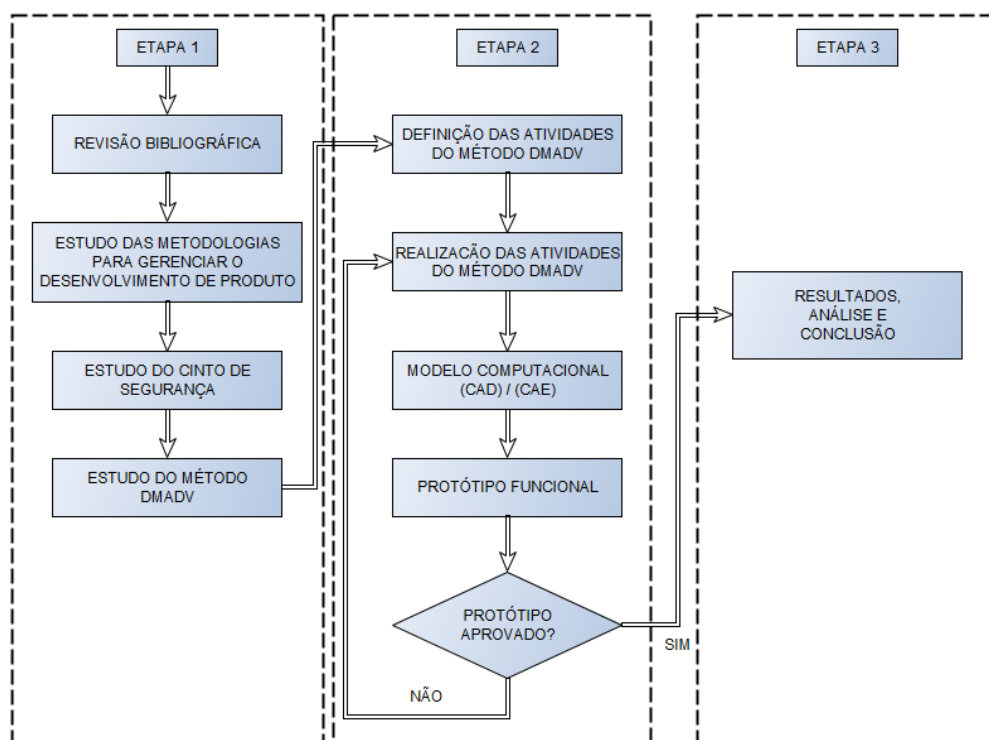 ETAPA 1
REVISÃO BIBLIOGRÁFICA
ESTUDO DAS METODOLOGIAS
PARA GERENCIAR O
DESENVOLVIMENTO DE PRODUTO
ESTUDO DO CINTO DE
SEGURANÇA
ESTUDO DO MÉTODO
DMADV
ETAPA 2
DEFINIÇÃO DAS ATIVIDADES
DO MÉTODO DMADV
REALIZACÃO DAS ATIVIDADES
DO MÉTODO DMADV
MODELO COMPUTACIONAL
(CAD) / (CAE)
PROTÓTIPO FUNCIONAL
PROTÓTIPO
APROVADO?
NÃO
SIM
ETAPA 3
RESULTADOS,
ANÁLISE E
CONCLUSÃO